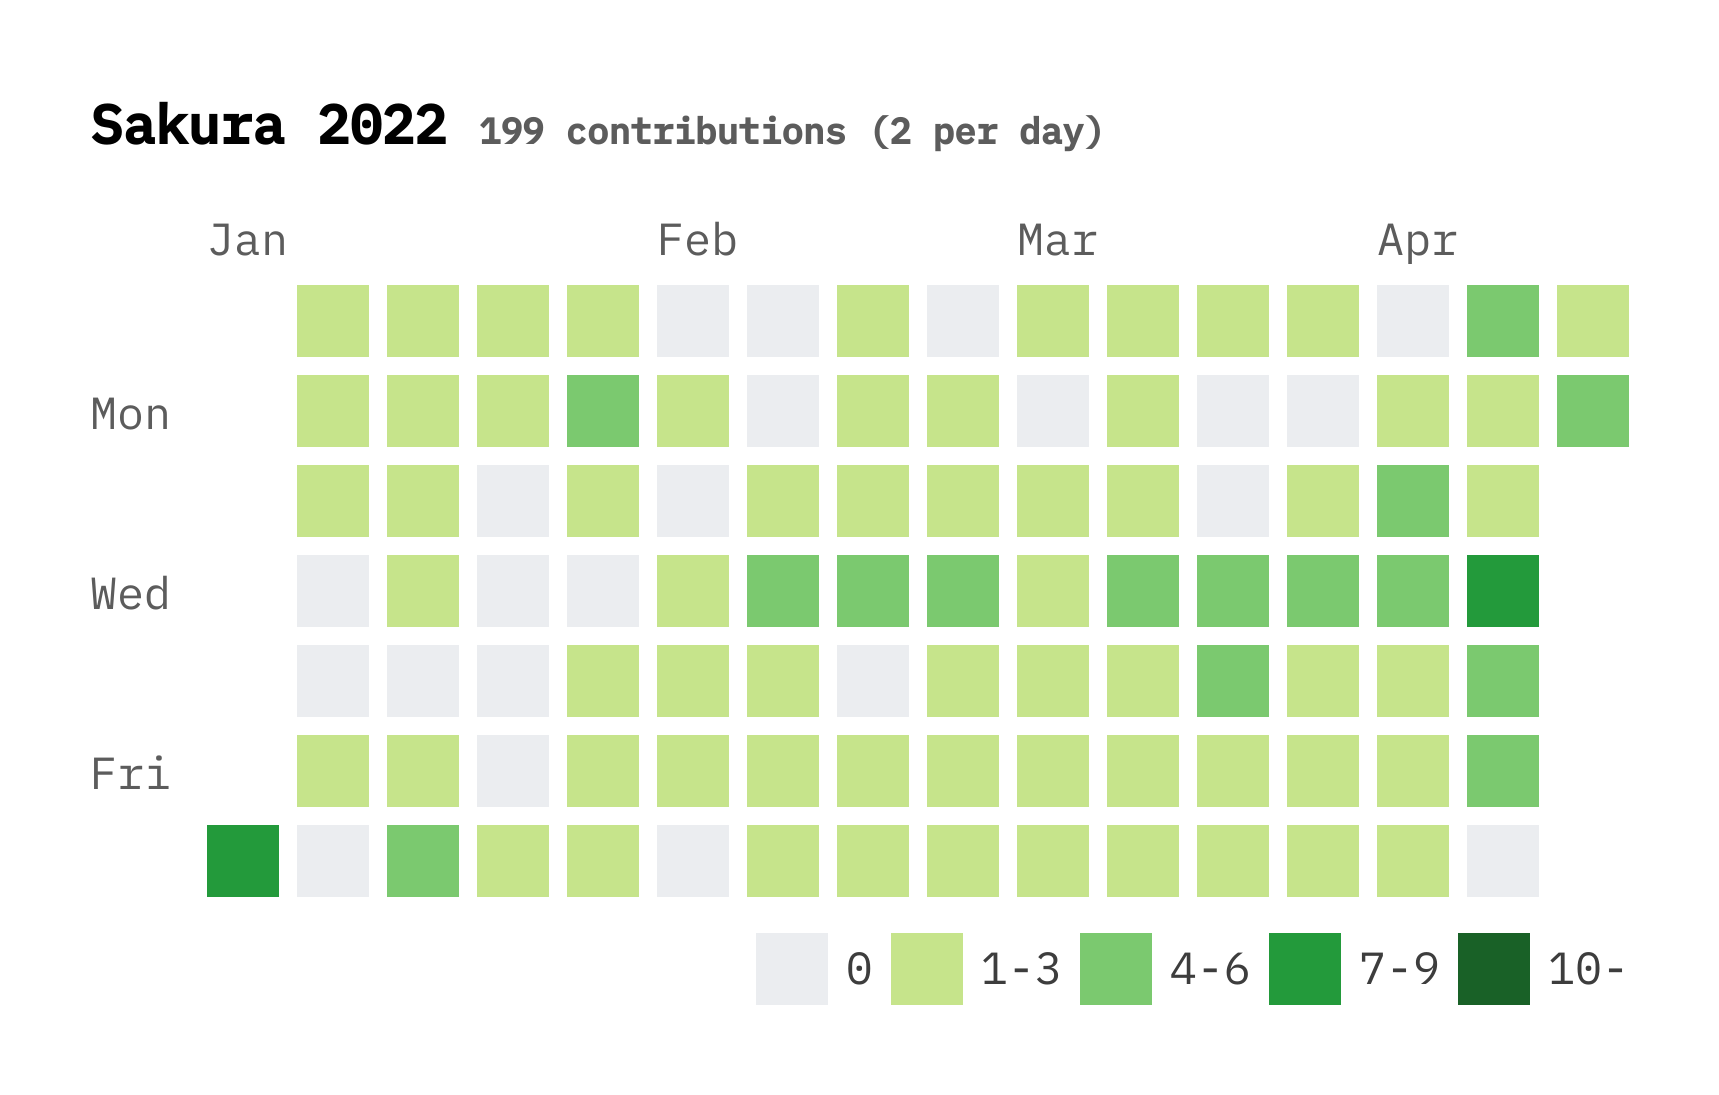 Sakura 2022 199 contributions (2 per day)
Jan Feb Mar Apr
Mon
Wed
Fri
0 1-3 4-6 7-9 10-